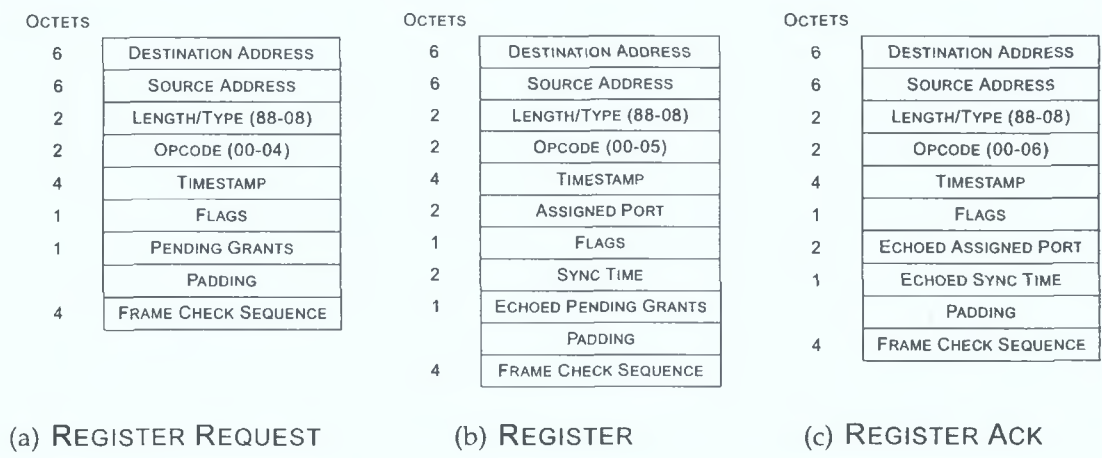 OCTETS
6 DESTINATION ADDRESS
6 SOURCE ADDRESS
2 LENGTH/TYPE (88-08)
2 OPCODE (00-04)
4 TIMESTAMP
1 FLAGS
1 PENDING GRANTS
PADDING
4 FRAME CHECK SEQUENCE
(a) REGISTER REQUEST
OCTETS
6 DESTINATION ADDRESS
6 SOURCE ADDRESS
2 LENGTH/TYPE (88-08)
2 OPCODE (00-05)
4 TIMESTAMP
2 ASSIGNED PORT
1 FLAGS
2 SYNC TIME
1 ECHOED PENDING GRANTS
PADDING
4 FRAME CHECK SEQUENCE
(b) REGISTER
OCTETS
6 DESTINATION ADDRESS
6 SOURCE ADDRESS
2 LENGTH/TYPE (88-08)
2 OPCODE (00-06)
4 TIMESTAMP
1 FLAGS
2 ECHOED ASSIGNED PORT
1 ECHOED SYNC TIME
PADDING
4 FRAME CHECK SEQUENCE
(c) REGISTER ACK